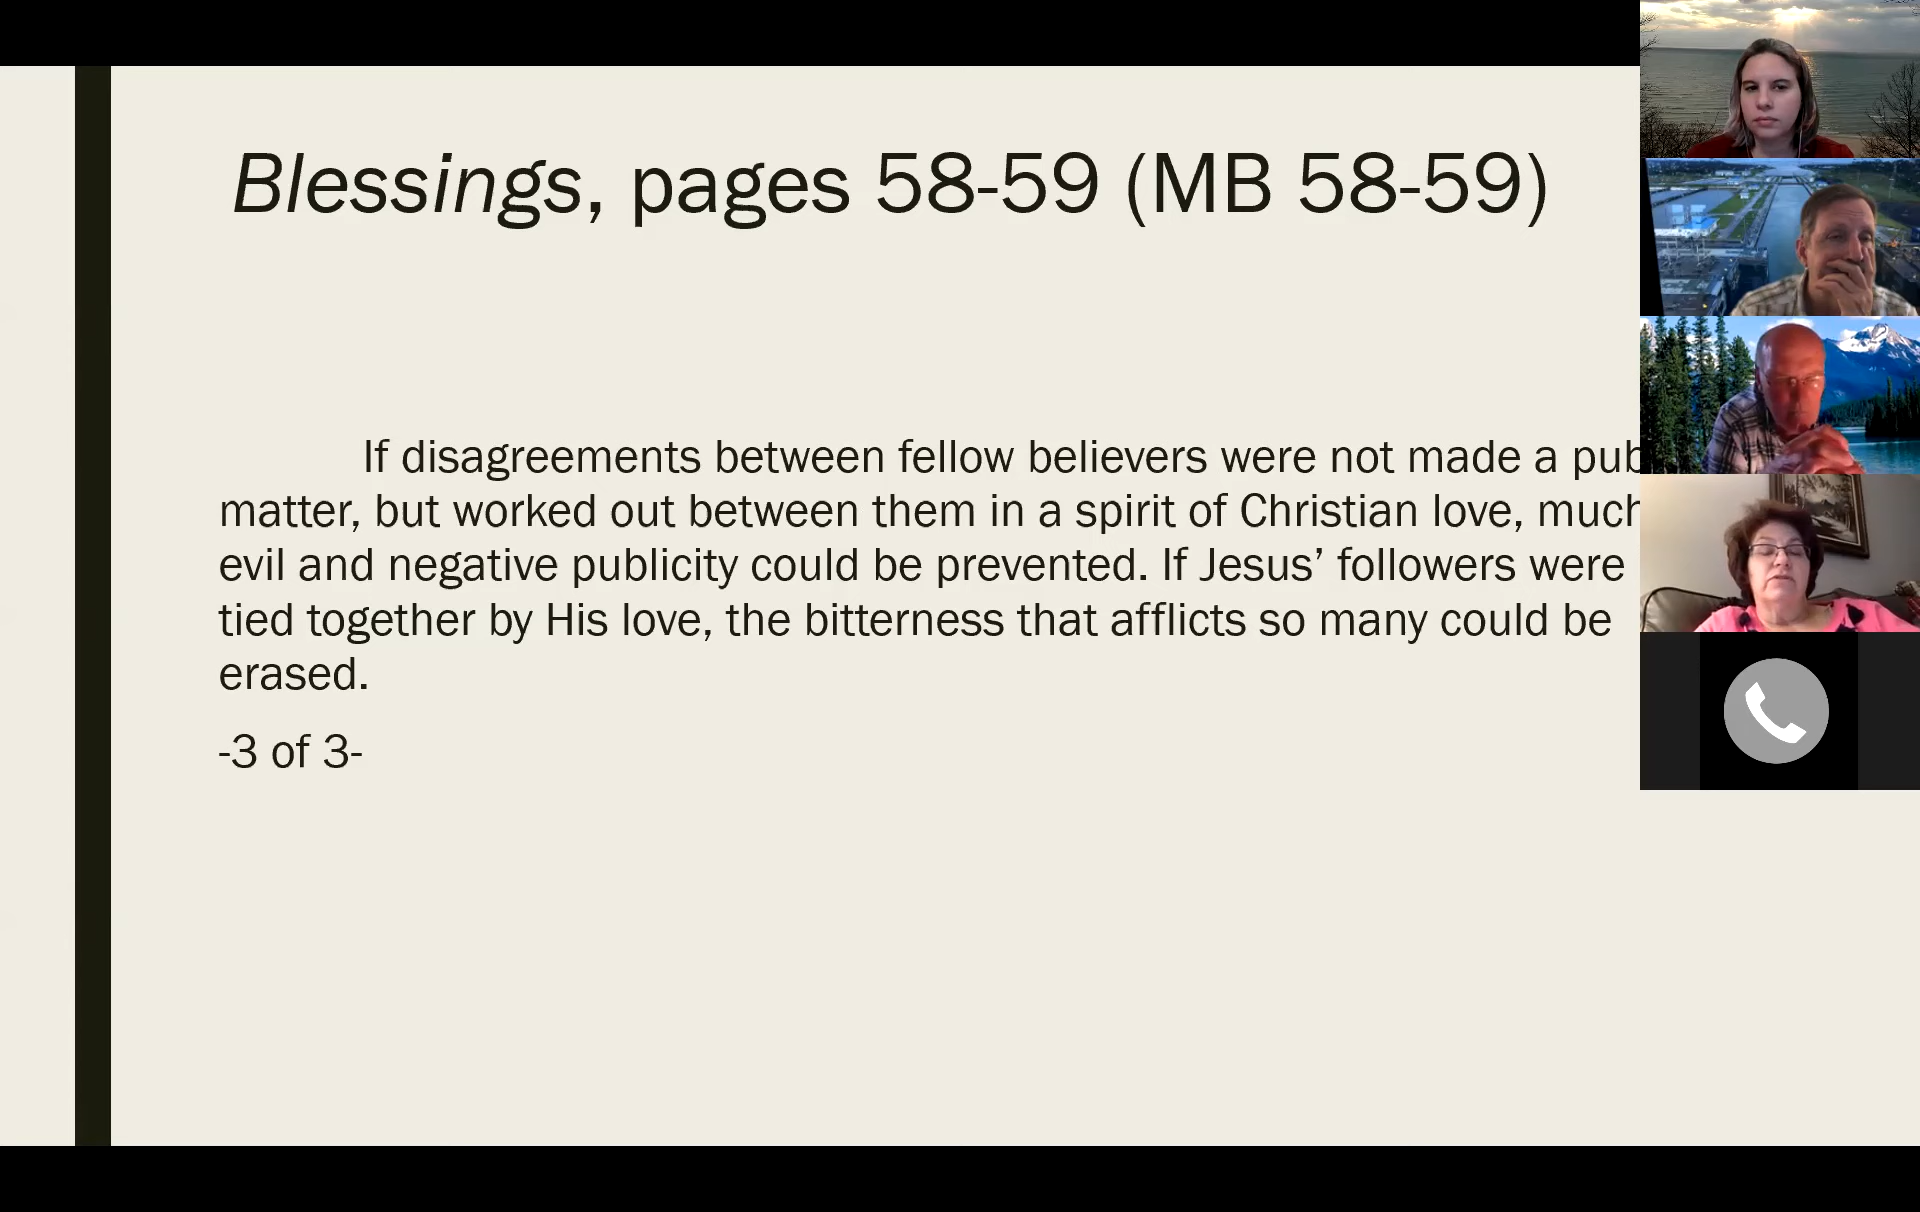 Blessings, pages 58-59 (MB 58-59)
If disagreements between fellow believers were not made a
matter, but worked out between them in a spirit of Christian love, much
evil and negative publicity could be prevented. If Jesus’ followers were
tied together by His love, the bitterness that afflicts so many could be
erased.
-3 of 3-